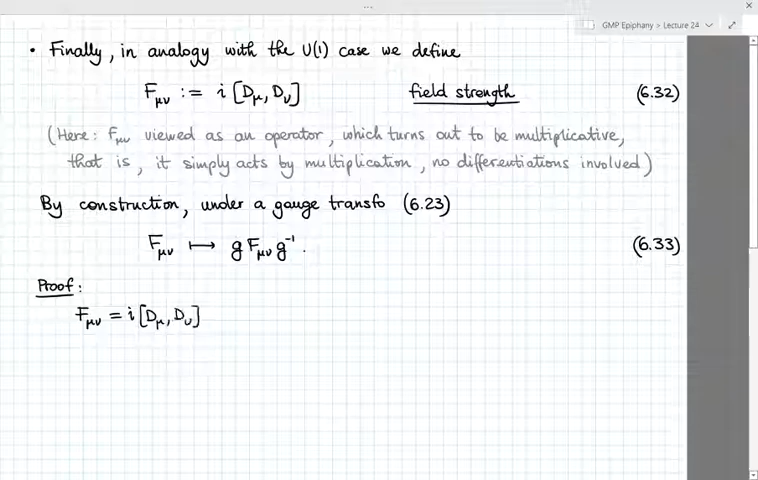 GMP Epiphany > Lecture 24
• Finally, in analogy with the U(1) case we define
F_μν := i [D_μ, D_ν] field strength (6.32)
(Here: F_μν viewed as an operator, which turns out to be multiplicative,
that is, it simply acts by multiplication, no differentiations involved)
By construction, under a gauge transfo (6.23)
F_μν ↦ g F_μν g⁻¹. (6.33)
Proof:
F_μν = i [D_μ, D_ν]